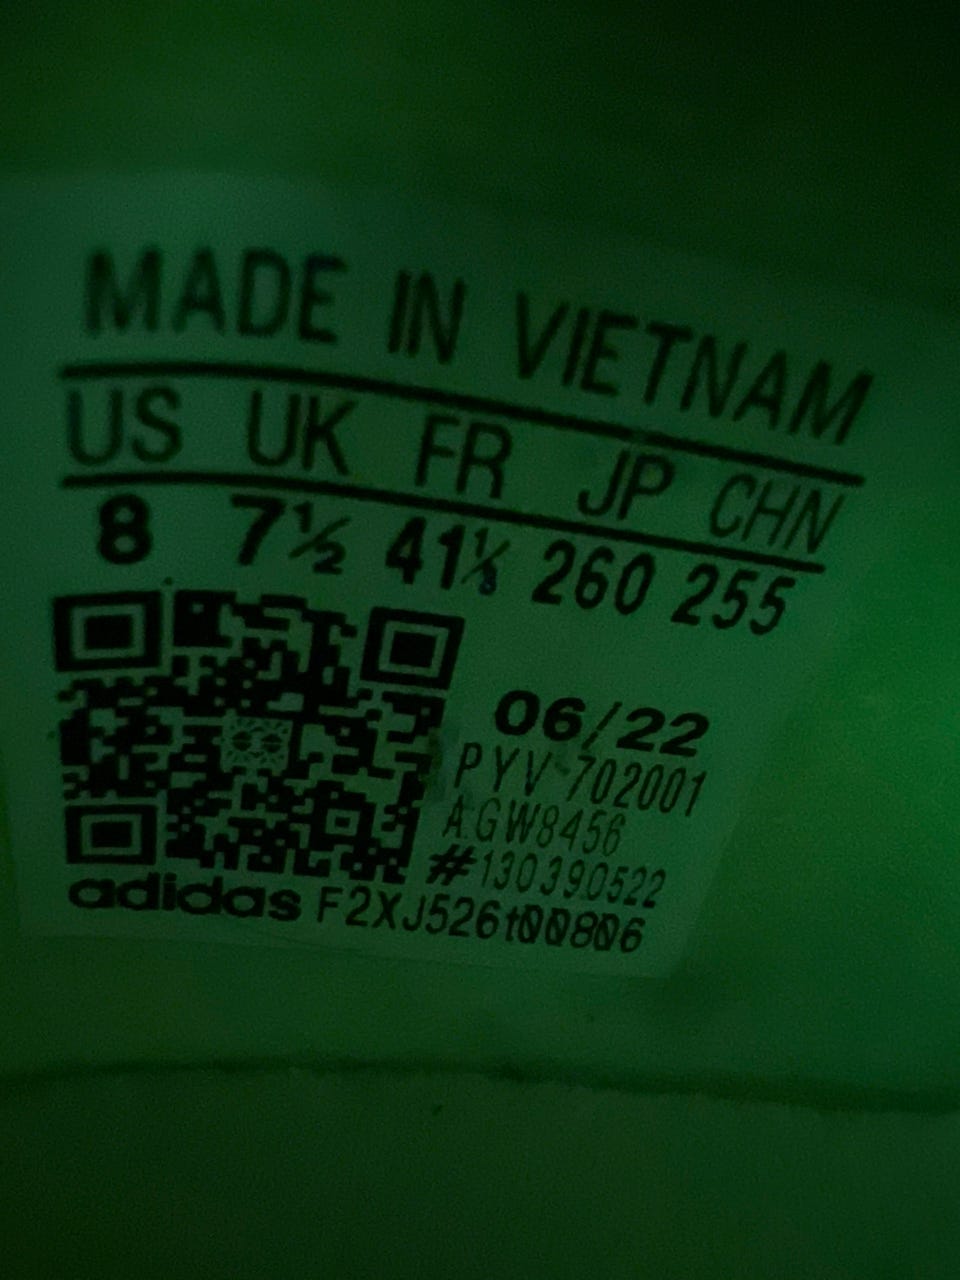 MADE IN VIETNAM
US UK FR JP CHN
8 7½ 41⅓ 260 255
06/22
PYV 702001
A.GW8456
#130390522
adidas F2XJ526t00806